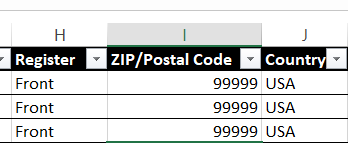 H I J
Register ZIP/Postal Code Country
Front 99999 USA
Front 99999 USA
Front 99999 USA